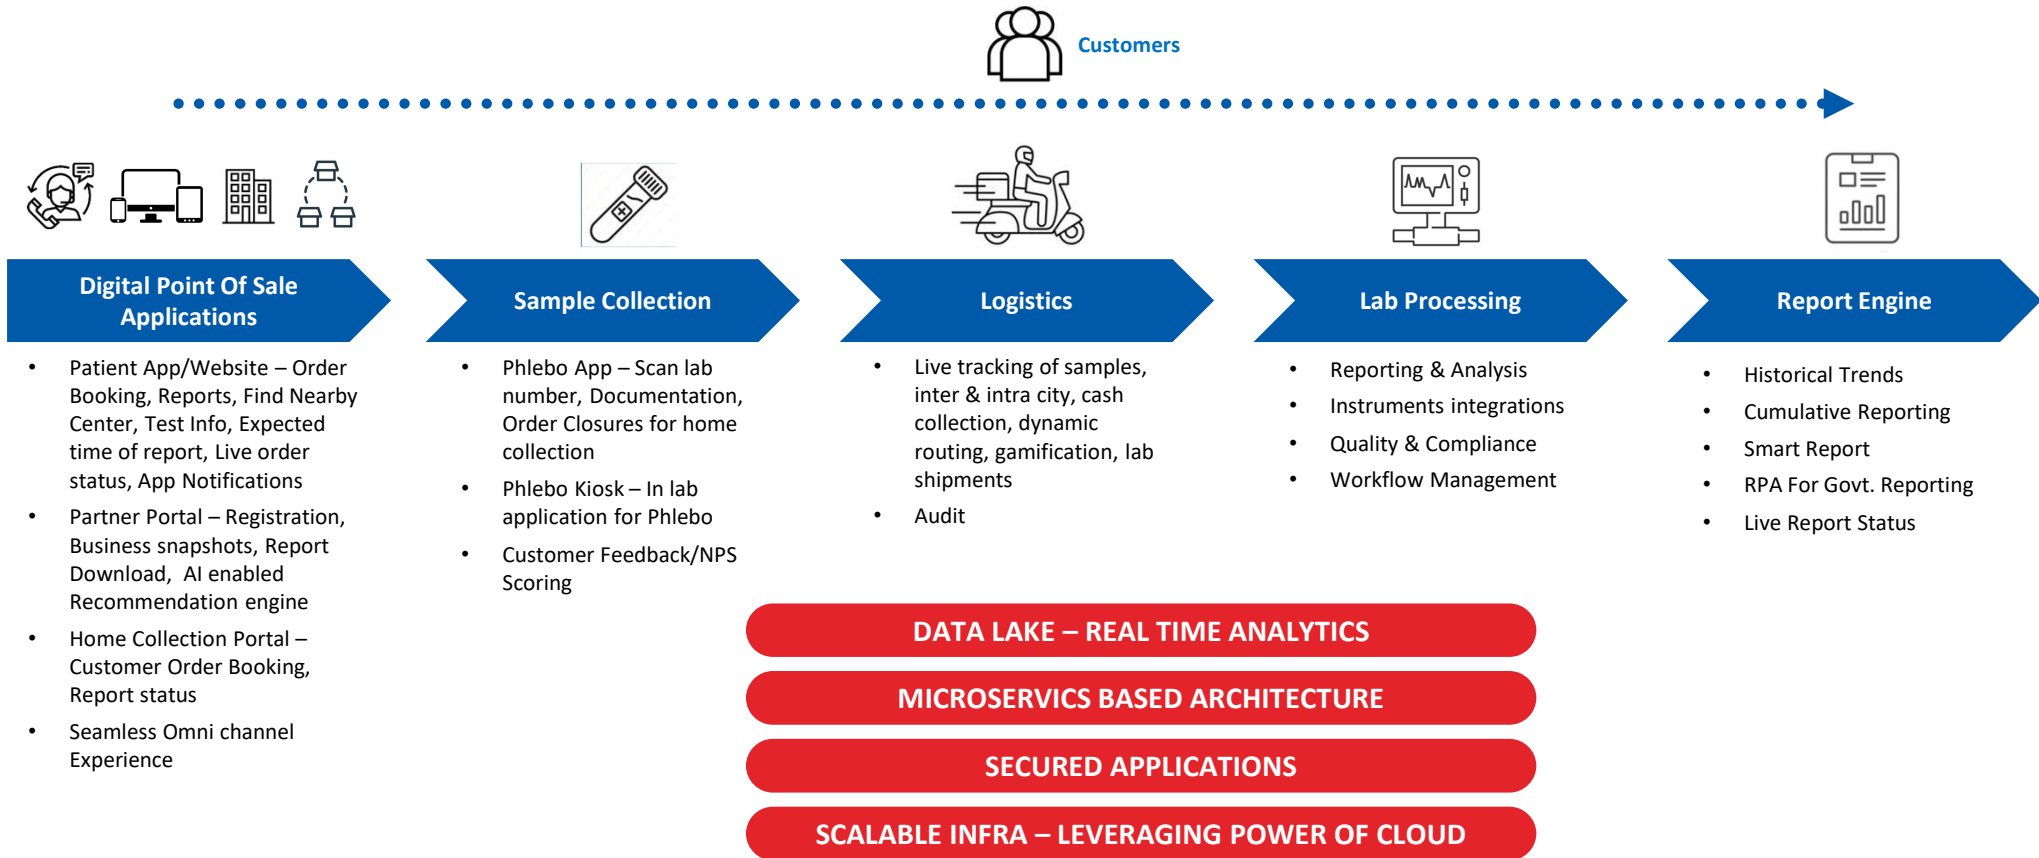 Customers
Digital Point Of Sale
Applications
• Patient App/Website – Order
Booking, Reports, Find Nearby
Center, Test Info, Expected
time of report, Live order
status, App Notifications
• Partner Portal – Registration,
Business snapshots, Report
Download, AI enabled
Recommendation engine
• Home Collection Portal –
Customer Order Booking,
Report status
• Seamless Omni channel
Experience
Sample Collection
• Phlebo App – Scan lab
number, Documentation,
Order Closures for home
collection
• Phlebo Kiosk – In lab
application for Phlebo
• Customer Feedback/NPS
Scoring
Logistics
• Live tracking of samples,
inter & intra city, cash
collection, dynamic
routing, gamification, lab
shipments
• Audit
Lab Processing
• Reporting & Analysis
• Instruments integrations
• Quality & Compliance
• Workflow Management
Report Engine
• Historical Trends
• Cumulative Reporting
• Smart Report
• RPA For Govt. Reporting
• Live Report Status
DATA LAKE – REAL TIME ANALYTICS
MICROSERVICS BASED ARCHITECTURE
SECURED APPLICATIONS
SCALABLE INFRA – LEVERAGING POWER OF CLOUD